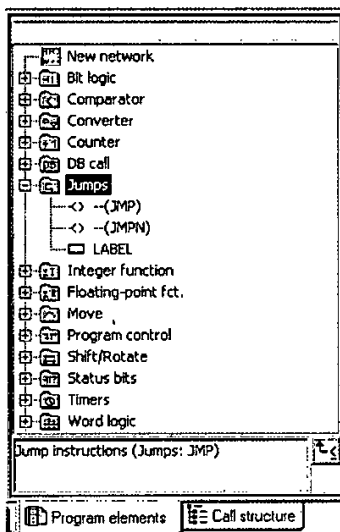 New network
Bit logic
Comparator
Converter
Counter
DB call
Jumps
--(JMP)
--(JMPN)
LABEL
Integer function
Floating-point fct.
Move
Program control
Shift/Rotate
Status bits
Timers
Word logic
Jump instructions (Jumps: JMP)
Program elements Call structure